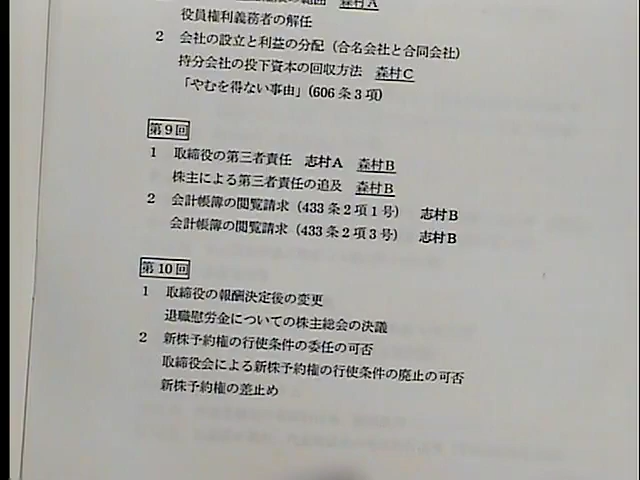 の範囲 森村A
役員権利義務者の解任
2 会社の設立と利益の分配（合名会社と合同会社）
持分会社の投下資本の回収方法 森村C
「やむを得ない事由」(606条3項)
第9回
1 取締役の第三者責任 志村A 森村B
株主による第三者責任の追及 森村B
2 会計帳簿の閲覧請求（433条2項1号） 志村B
会計帳簿の閲覧請求（433条2項3号） 志村B
第10回
1 取締役の報酬決定後の変更
退職慰労金についての株主総会の決議
2 新株予約権の行使条件の委任の可否
取締役会による新株予約権の行使条件の廃止の可否
新株予約権の差止め